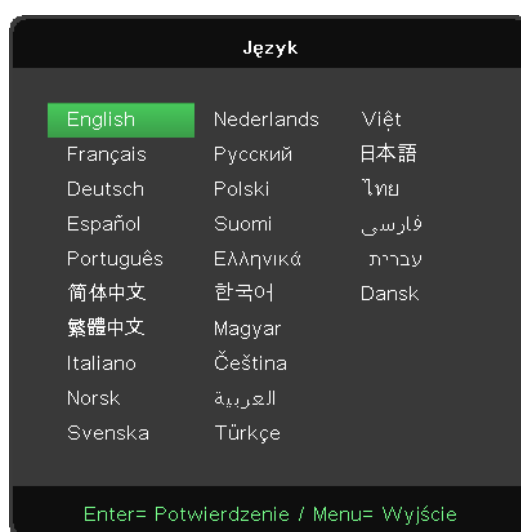 Język
English Nederlands Việt
Français Русский 日本語
Deutsch Polski ไทย
Español Suomi فارسی
Português Ελληνικά עברית
简体中文 한국어 Dansk
繁體中文 Magyar
Italiano Čeština
Norsk العربية
Svenska Türkçe
Enter= Potwierdzenie / Menu= Wyjście